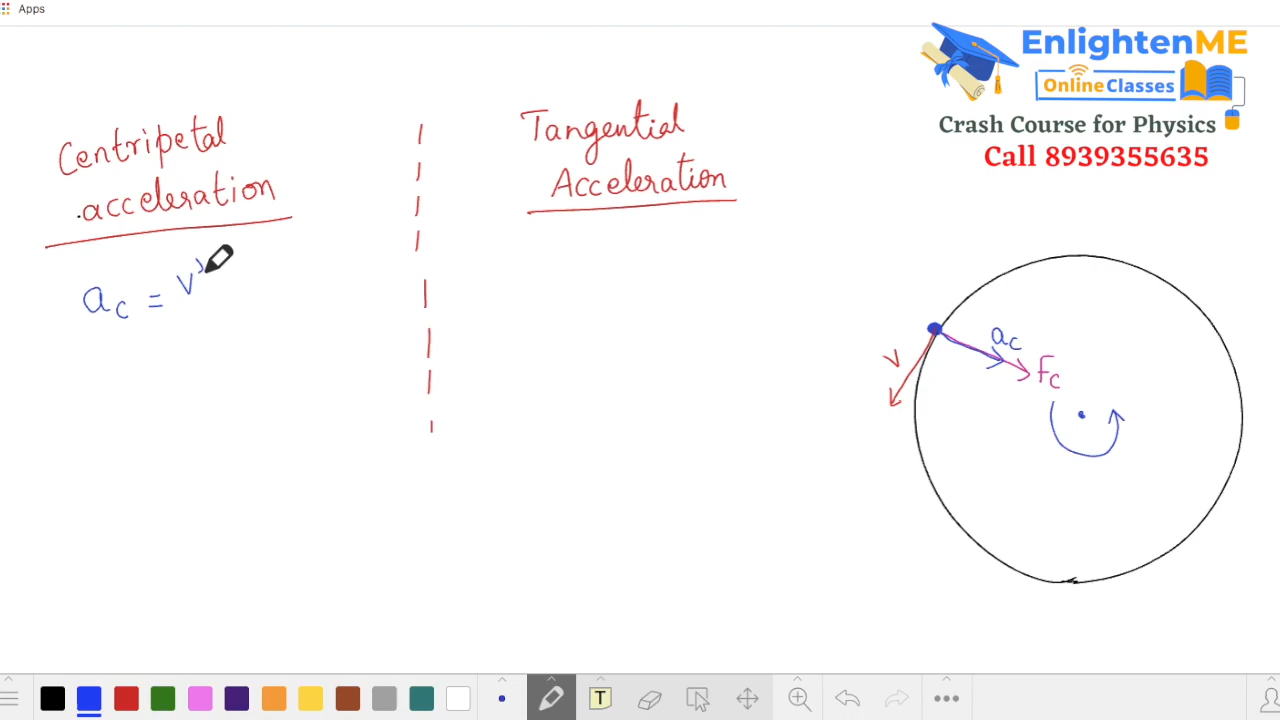 Apps
EnlightenME
OnlineClasses
Crash Course for Physics
Call 8939355635
Centripetal
acceleration
Tangential
Acceleration
a_c = v
v
a_c
F_c
T